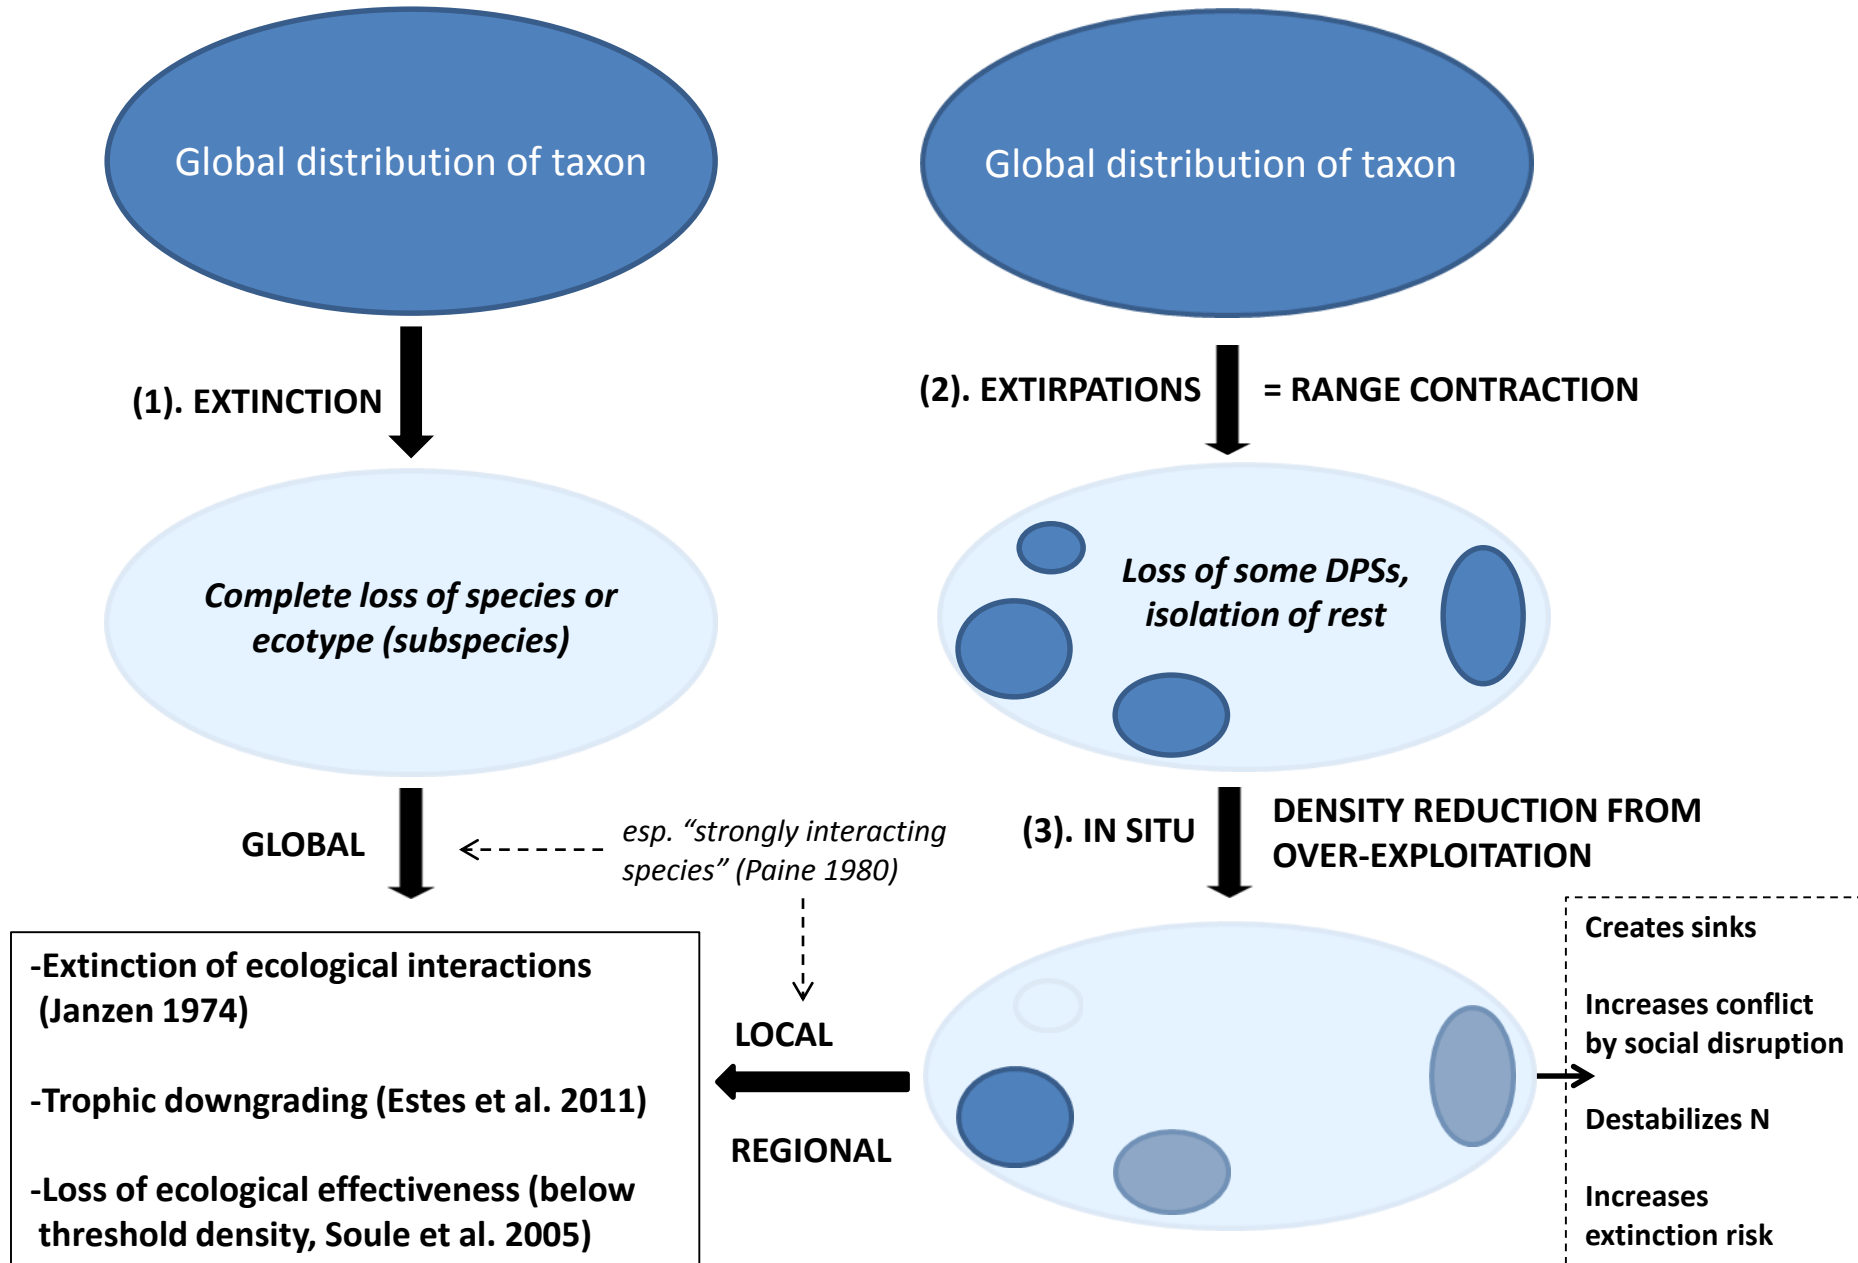 Global distribution of taxon
Global distribution of taxon
(1). EXTINCTION
(2). EXTIRPATIONS
= RANGE CONTRACTION
Complete loss of species or
ecotype (subspecies)
Loss of some DPSs,
isolation of rest
GLOBAL
esp. “strongly interacting
species” (Paine 1980)
(3). IN SITU
DENSITY REDUCTION FROM
OVER-EXPLOITATION
-Extinction of ecological interactions
(Janzen 1974)
-Trophic downgrading (Estes et al. 2011)
-Loss of ecological effectiveness (below
threshold density, Soule et al. 2005)
LOCAL
REGIONAL
Creates sinks
Increases conflict
by social disruption
Destabilizes N
Increases
extinction risk